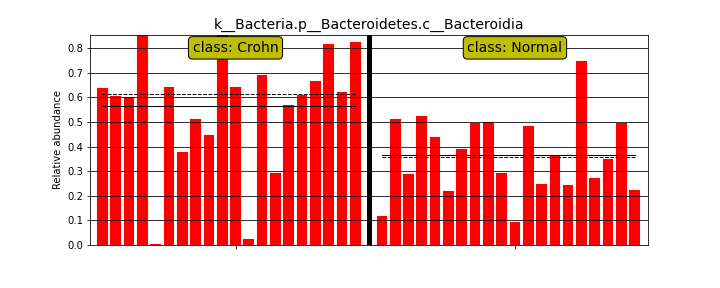 k__Bacteria.p__Bacteroidetes.c__Bacteroidia
class: Crohn
class: Normal
Relative abundance
0.8
0.7
0.6
0.5
0.4
0.3
0.2
0.1
0.0